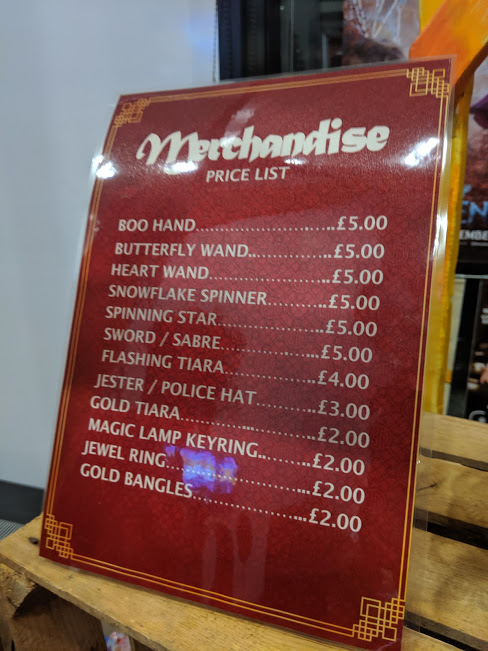 Merchandise
PRICE LIST
BOO HAND......................£5.00
BUTTERFLY WAND................£5.00
HEART WAND....................£5.00
SNOWFLAKE SPINNER.............£5.00
SPINNING STAR.................£5.00
SWORD / SABRE.................£5.00
FLASHING TIARA................£4.00
JESTER / POLICE HAT...........£3.00
GOLD TIARA....................£2.00
MAGIC LAMP KEYRING............£2.00
JEWEL RING....................£2.00
GOLD BANGLES..................£2.00